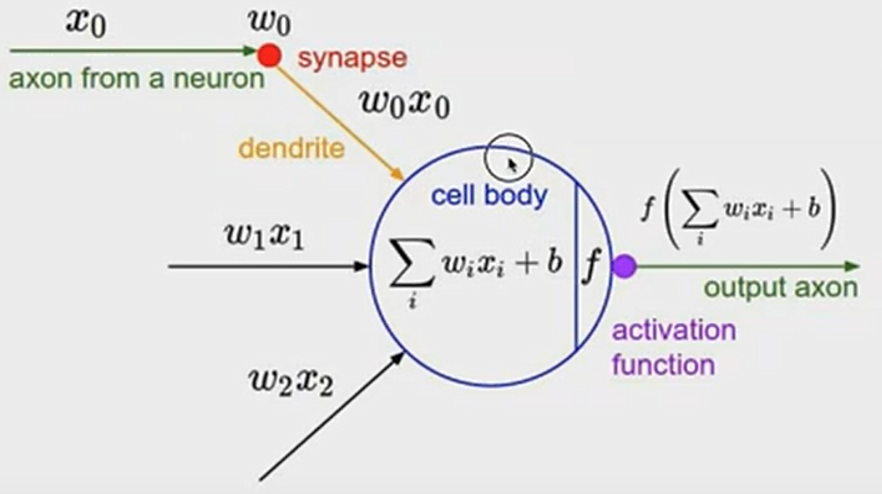 x₀
w₀
synapse
axon from a neuron
w₀x₀
dendrite
cell body
f(∑ᵢ wᵢxᵢ + b)
w₁x₁
∑ᵢ wᵢxᵢ + b
f
output axon
activation
function
w₂x₂